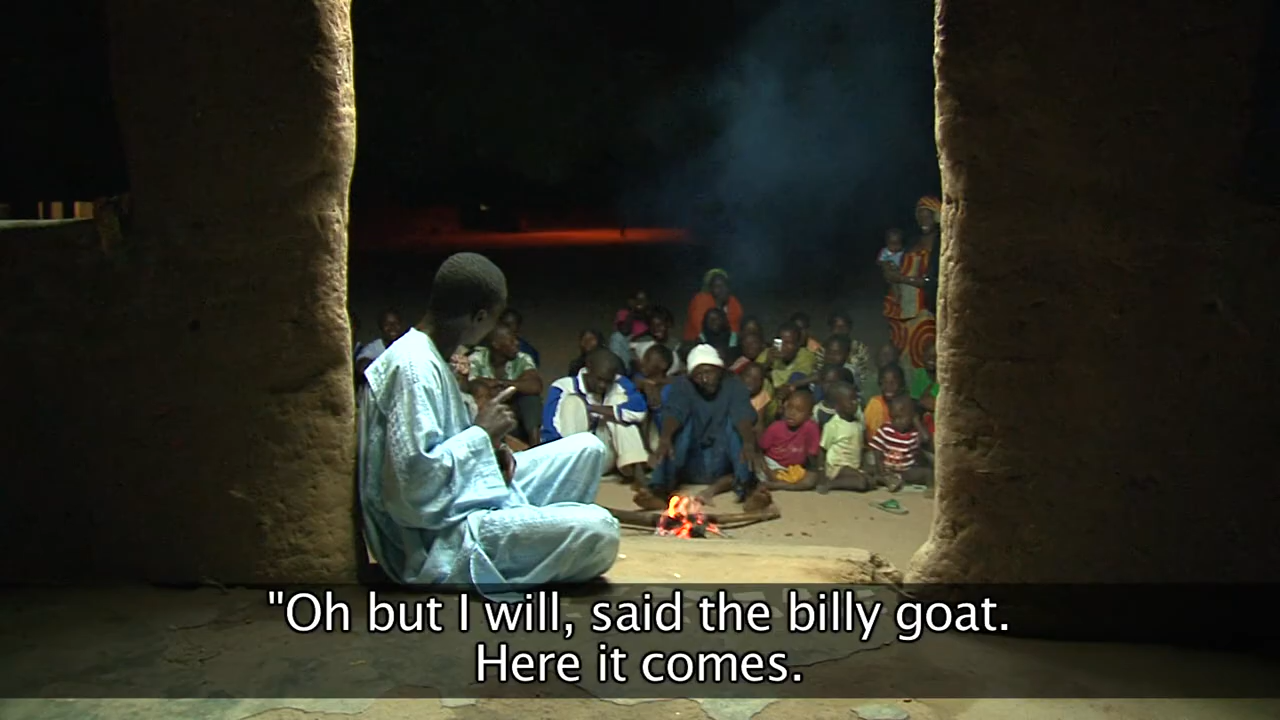 "Oh but I will, said the billy goat.
Here it comes.